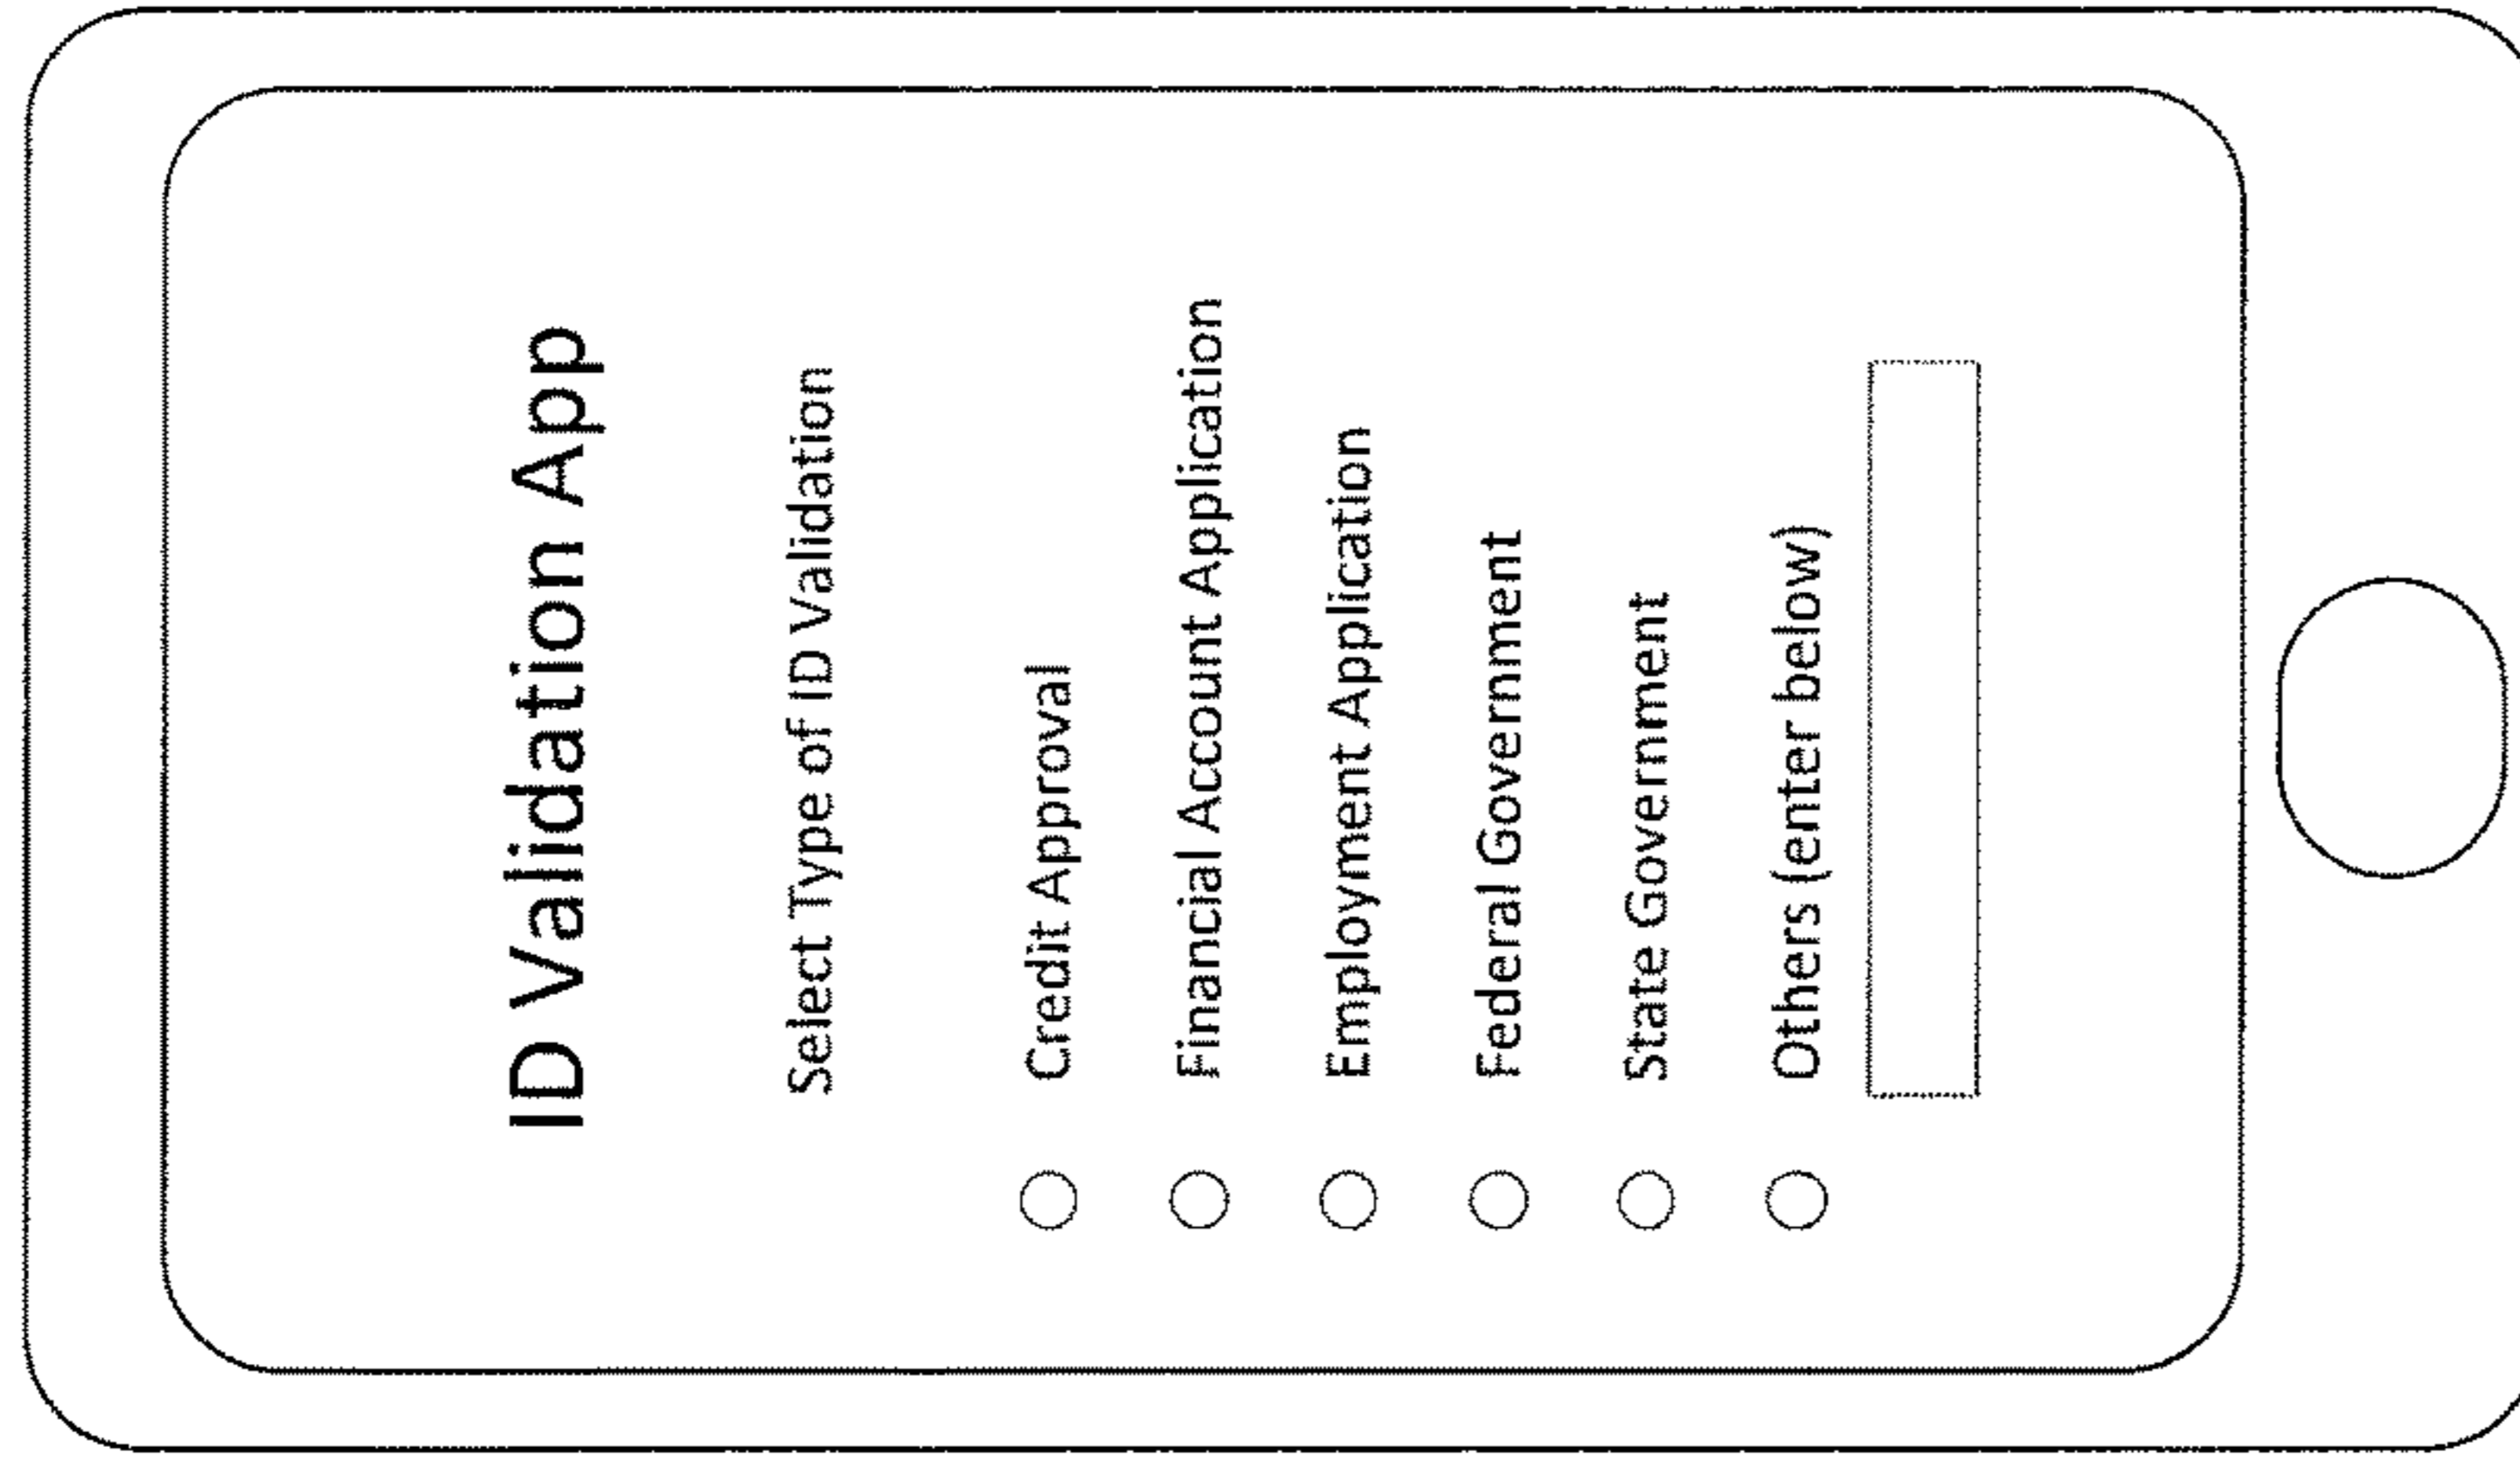 ID Validation App
Select Type of ID Validation
Credit Approval
Financial Account Application
Employment Application
Federal Government
State Government
Others (enter below)